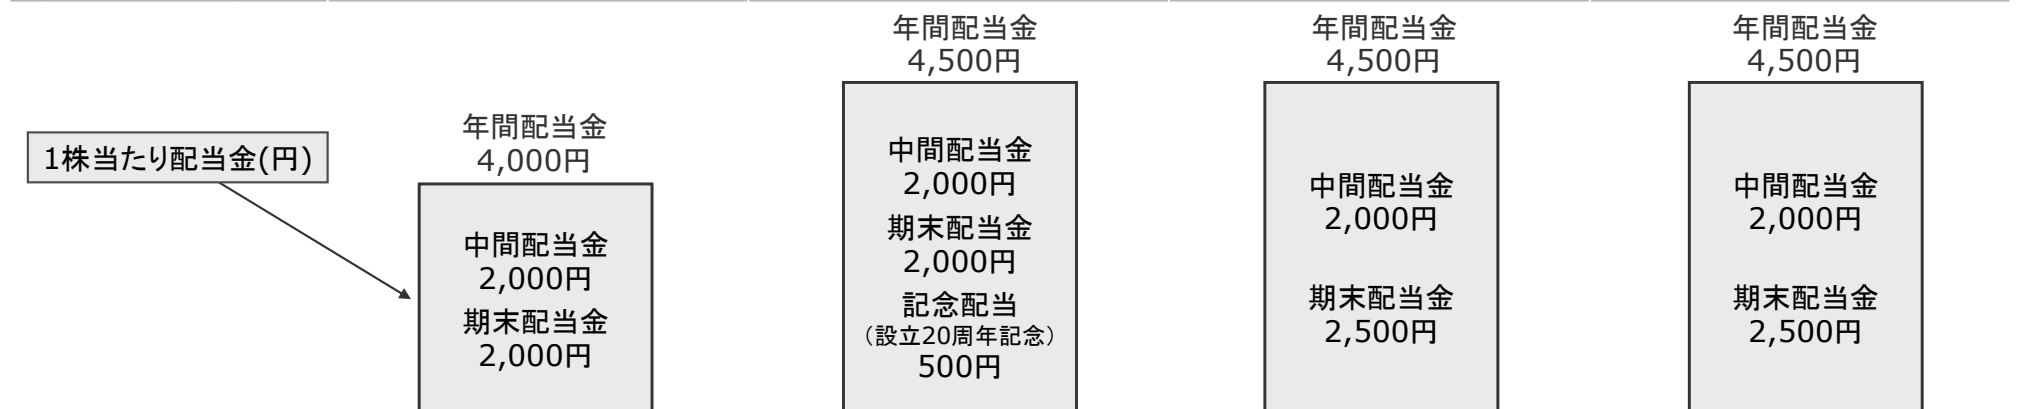 1株当たり配当金(円)
年間配当金
4,000円
中間配当金
2,000円
期末配当金
2,000円
年間配当金
4,500円
中間配当金
2,000円
期末配当金
2,000円
記念配当
（設立20周年記念）
500円
年間配当金
4,500円
中間配当金
2,000円
期末配当金
2,500円
年間配当金
4,500円
中間配当金
2,000円
期末配当金
2,500円